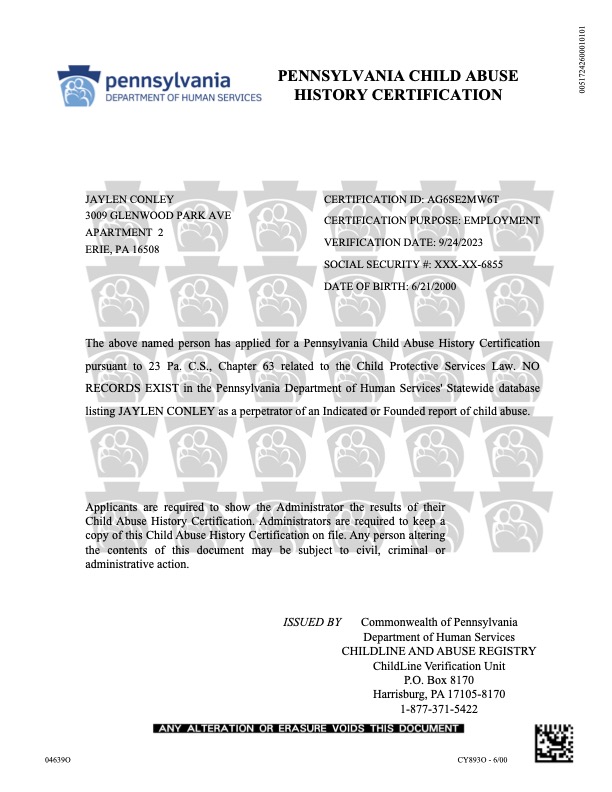 0051724260001010​1
pennsylvania
DEPARTMENT OF HUMAN SERVICES
PENNSYLVANIA CHILD ABUSE
HISTORY CERTIFICATION
JAYLEN CONLEY
3009 GLENWOOD PARK AVE
APARTMENT 2
ERIE, PA 16508
CERTIFICATION ID: AG6SE2MW6T
CERTIFICATION PURPOSE: EMPLOYMENT
VERIFICATION DATE: 9/24/2023
SOCIAL SECURITY #: XXX-XX-6855
DATE OF BIRTH: 6/21/2000
The above named person has applied for a Pennsylvania Child Abuse History Certification
pursuant to 23 Pa. C.S., Chapter 63 related to the Child Protective Services Law. NO
RECORDS EXIST in the Pennsylvania Department of Human Services' Statewide database
listing JAYLEN CONLEY as a perpetrator of an Indicated or Founded report of child abuse.
Applicants are required to show the Administrator the results of their
Child Abuse History Certification. Administrators are required to keep a
copy of this Child Abuse History Certification on file. Any person altering
the contents of this document may be subject to civil, criminal or
administrative action.
ISSUED BY Commonwealth of Pennsylvania
Department of Human Services
CHILDLINE AND ABUSE REGISTRY
ChildLine Verification Unit
P.O. Box 8170
Harrisburg, PA 17105-8170
1-877-371-5422
ANY ALTERATION OR ERASURE VOIDS THIS DOCUMENT
04639O
CY893O - 6/00